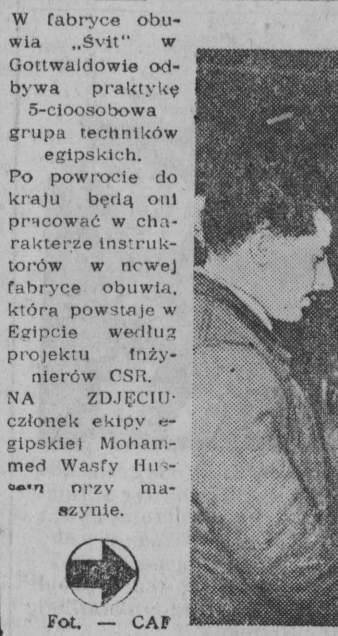 W fabryce obu-
wia „Svit" w
Gottwaldowie od-
bywa praktykę
5-cioosobowa
grupa techników
egipskich.
Po powrocie do
kraju będą oni
pracować w cha-
rakterze instruk-
torów w nowej
fabryce obuwia,
która powstaje w
Egipcie według
projektu inży-
nierów CSR.
NA ZDJĘCIU:
członek ekipy e-
gipskiej Moham-
med Wasfy Hus-
sein przy ma-
szynie.
Fot. — CAF